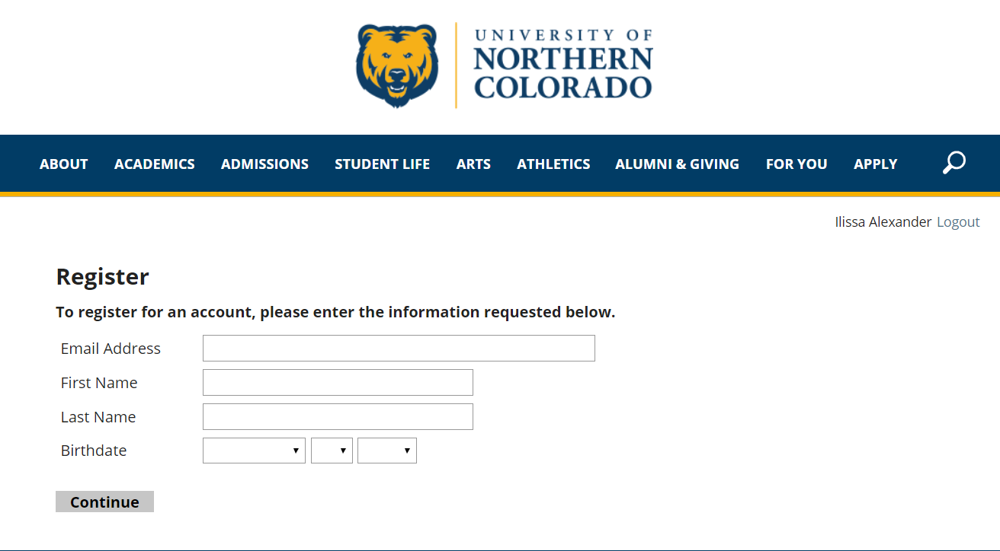 UNIVERSITY OF
NORTHERN
COLORADO
ABOUT ACADEMICS ADMISSIONS STUDENT LIFE ARTS ATHLETICS ALUMNI & GIVING FOR YOU APPLY
Ilissa Alexander Logout
Register
To register for an account, please enter the information requested below.
Email Address
First Name
Last Name
Birthdate
Continue